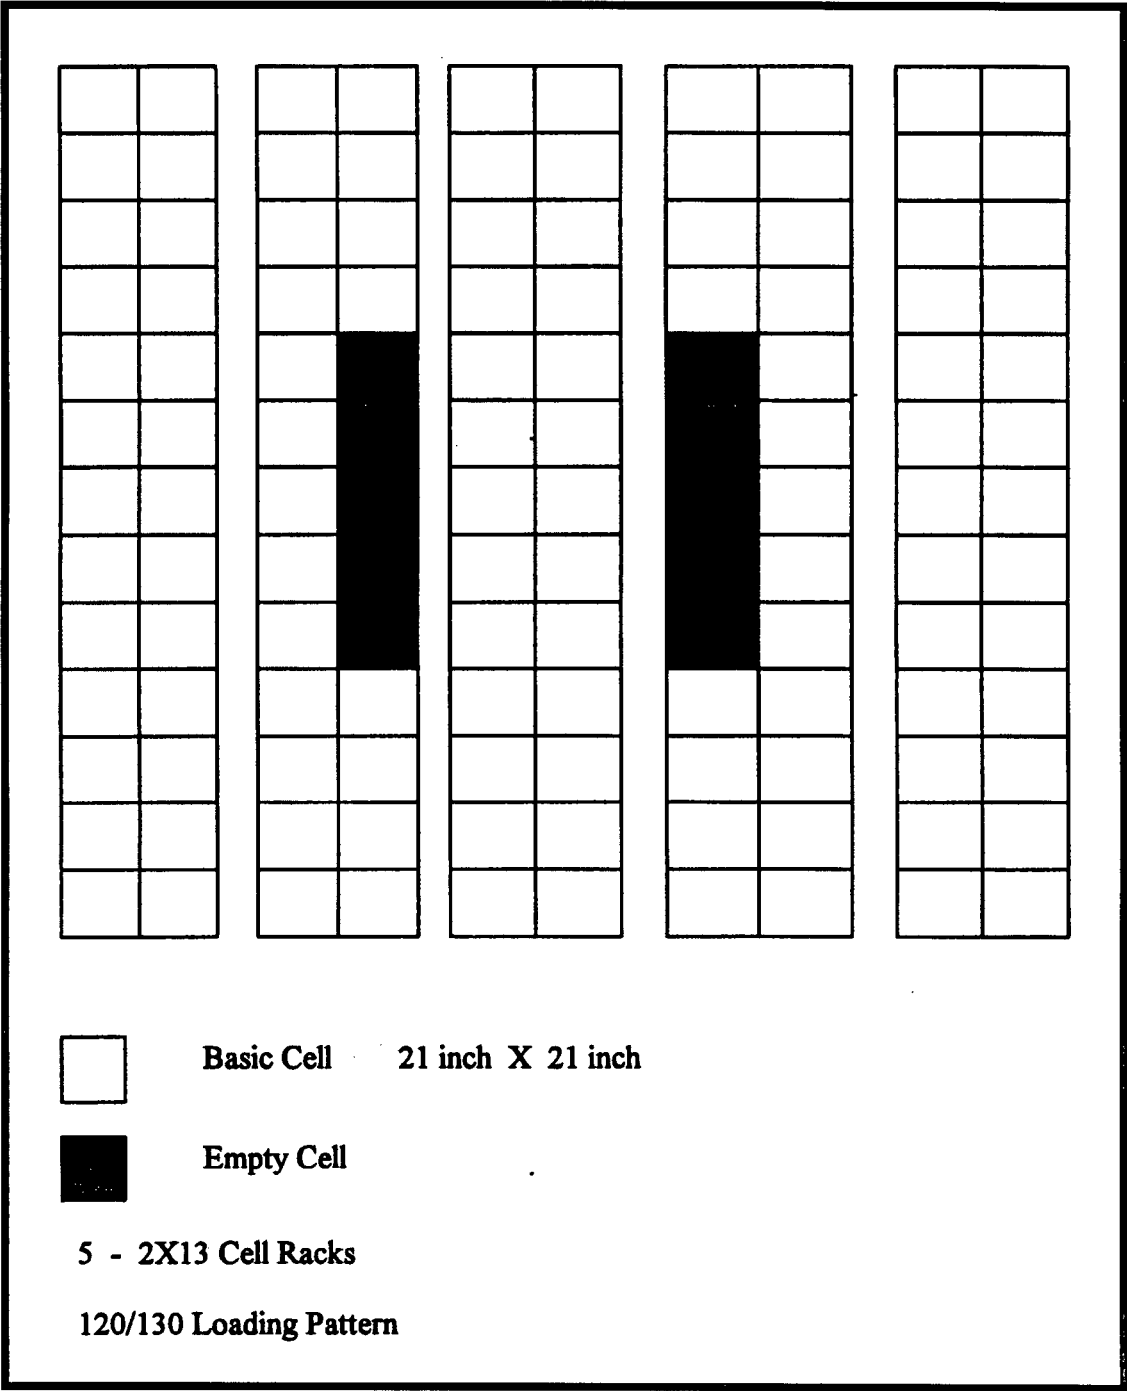 Basic Cell 21 inch X 21 inch
Empty Cell
5 - 2X13 Cell Racks
120/130 Loading Pattern